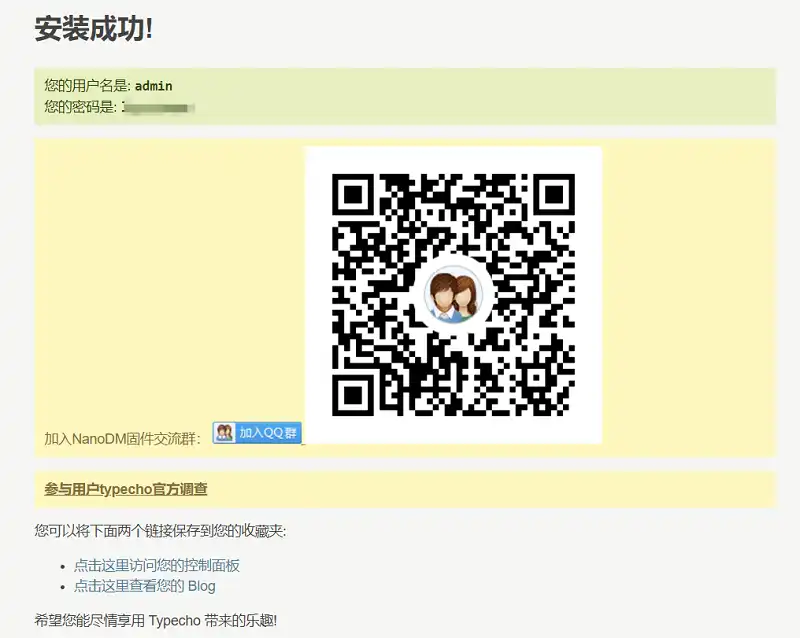 安装成功!
您的用户名是: admin
您的密码是:
加入NanoDM固件交流群: 加入QQ群
参与用户typecho官方调查
您可以将下面两个链接保存到您的收藏夹:
• 点击这里访问您的控制面板
• 点击这里查看您的 Blog
希望您能尽情享用 Typecho 带来的乐趣!